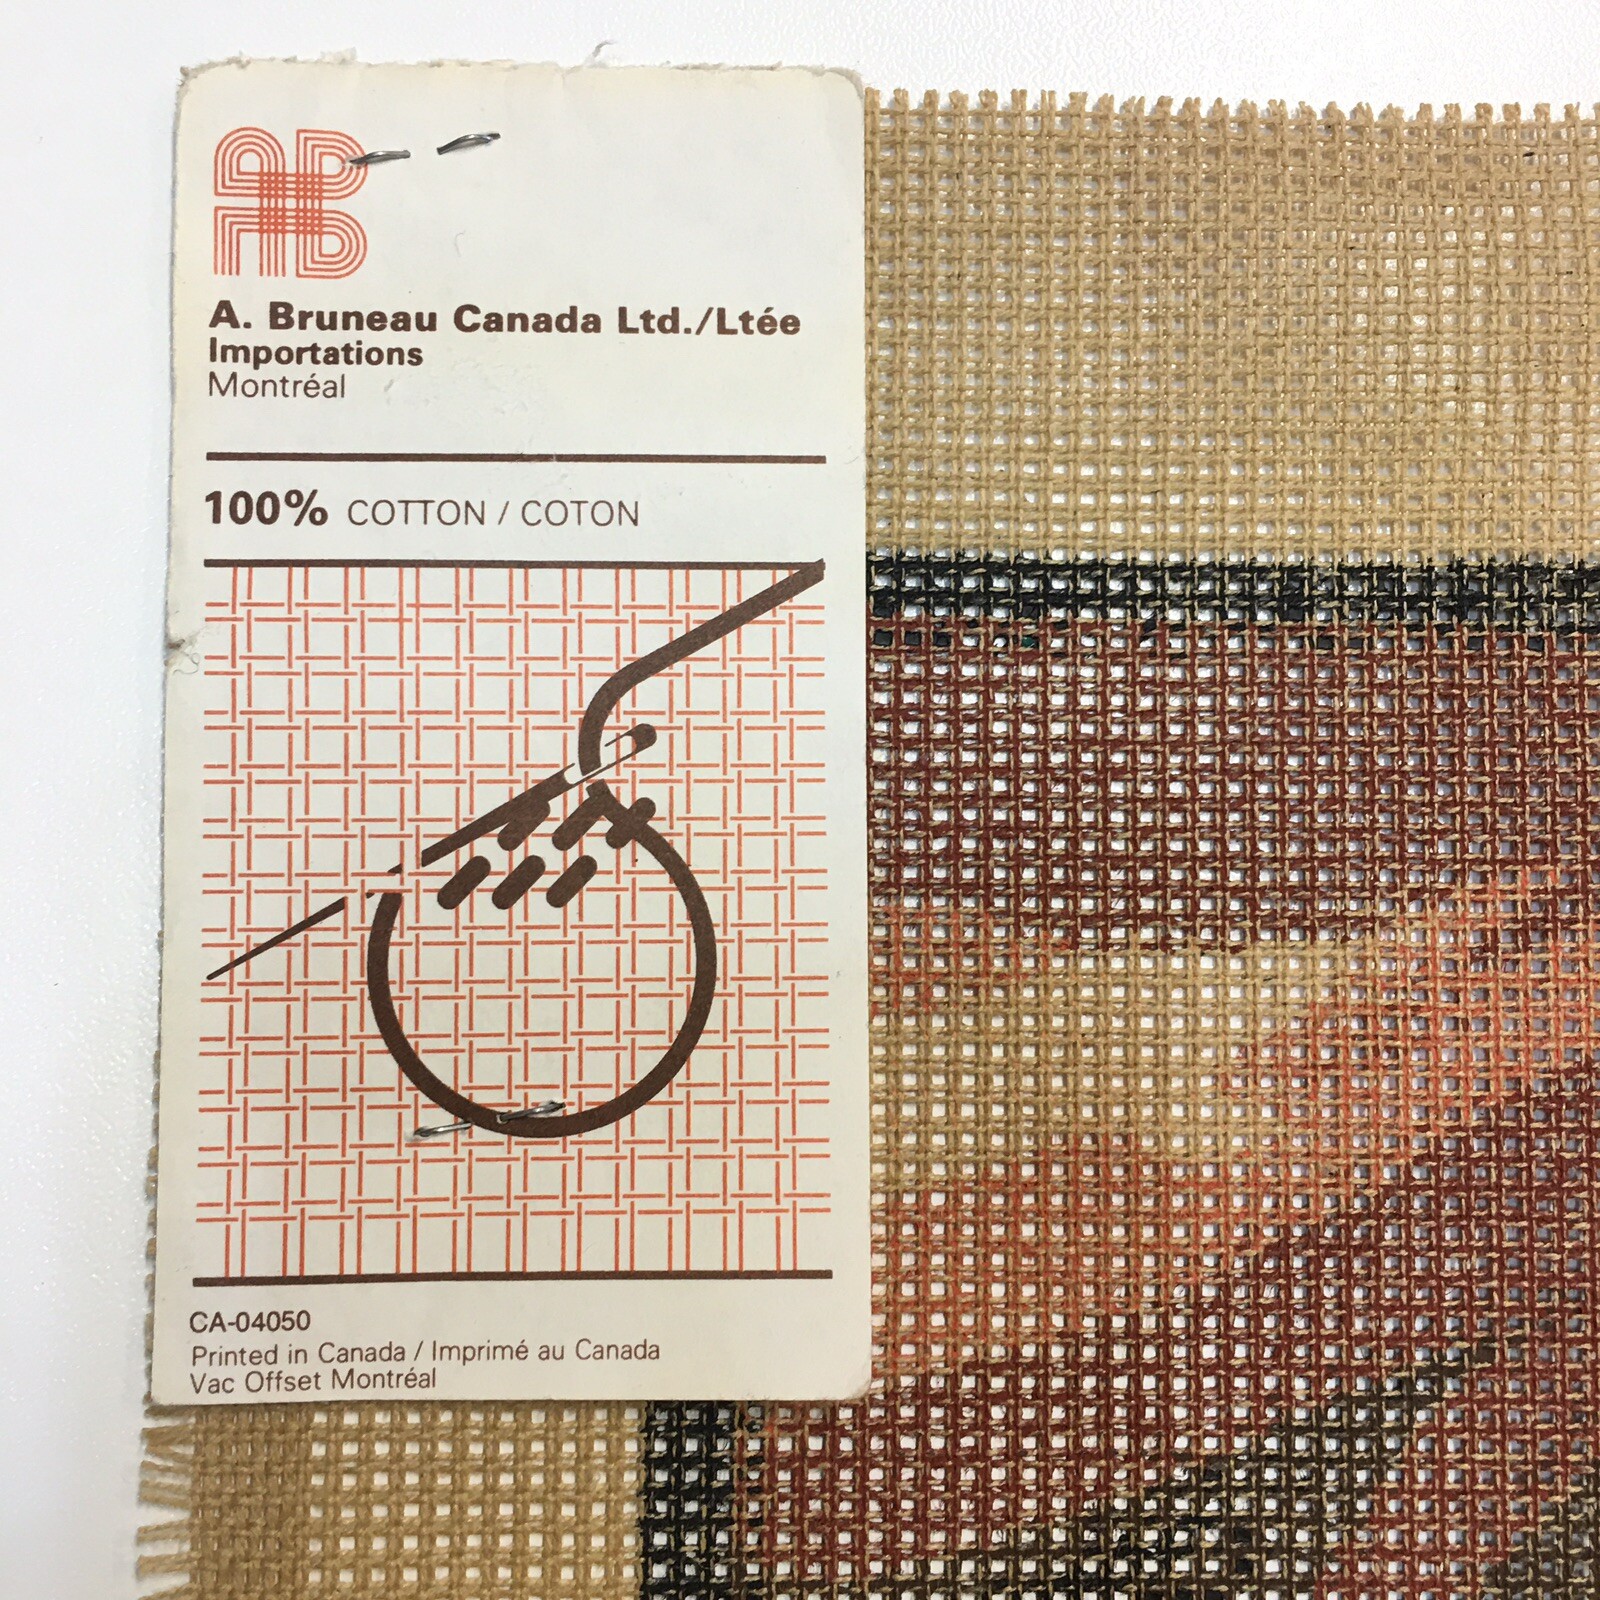 A. Bruneau Canada Ltd./Ltée
Importations
Montréal
100% COTTON / COTON
CA-04050
Printed in Canada / Imprimé au Canada
Vac Offset Montréal